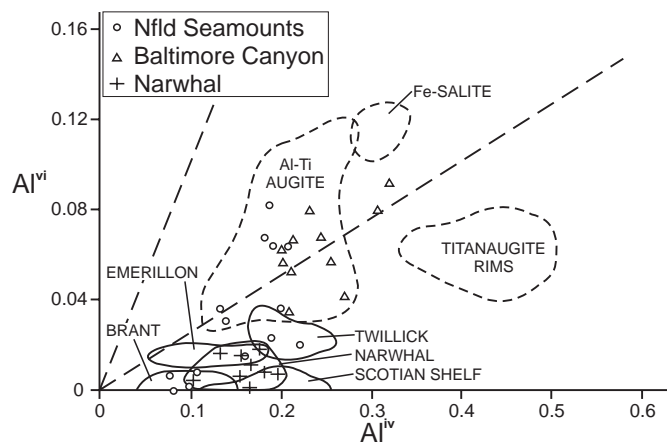 Nfld Seamounts
Baltimore Canyon
Narwhal
0.16
0.12
0.08
0.04
0
Al^vi
Fe-SALITE
Al-Ti
AUGITE
TITANAUGITE
RIMS
EMERILLON
BRANT
TWILLICK
NARWHAL
SCOTIAN SHELF
0
0.1
0.2
0.3
0.4
0.5
0.6
Al^iv